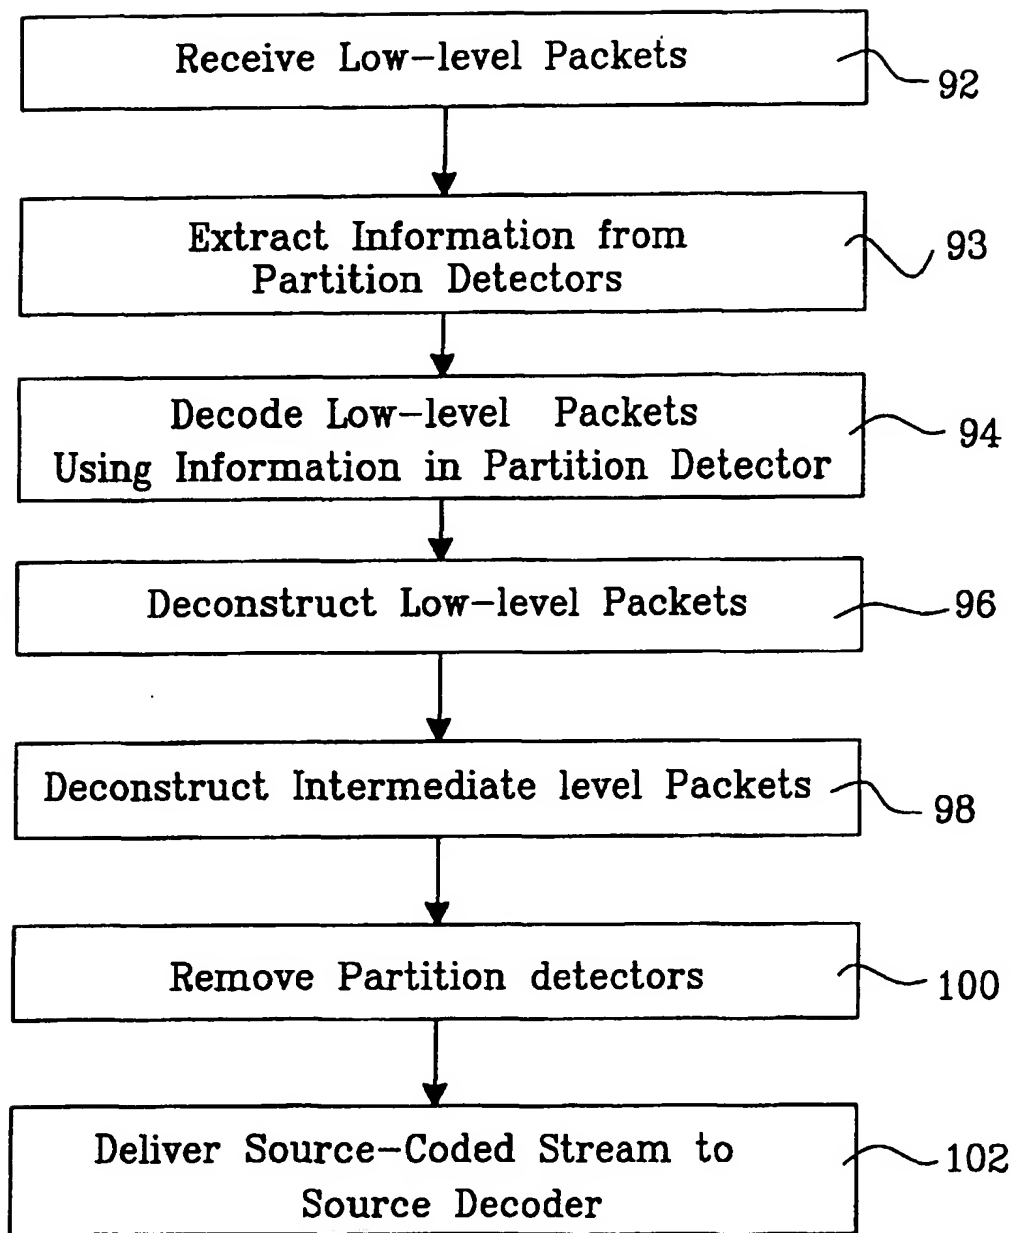 Receive Low-level Packets
92
Extract Information from
Partition Detectors
93
Decode Low-level Packets
Using Information in Partition Detector
94
Deconstruct Low-level Packets
96
Deconstruct Intermediate level Packets
98
Remove Partition detectors
100
Deliver Source-Coded Stream to
Source Decoder
102